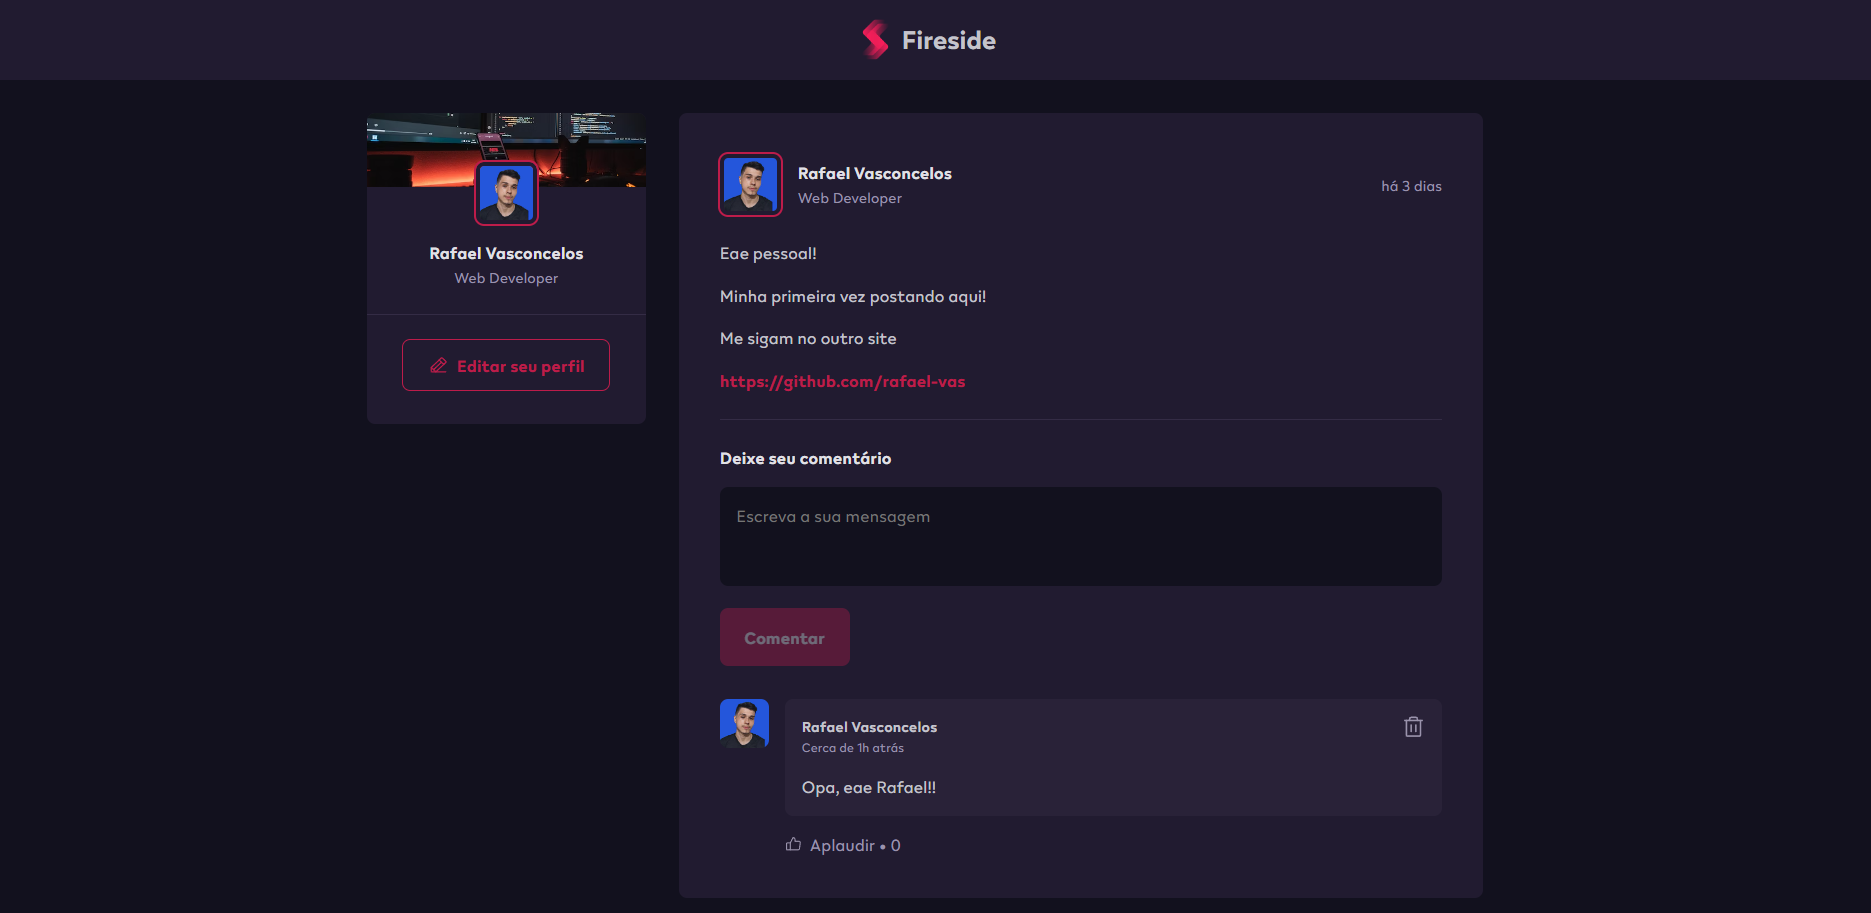 Fireside
Rafael Vasconcelos
Web Developer
Editar seu perfil
Rafael Vasconcelos
Web Developer
há 3 dias
Eae pessoal!
Minha primeira vez postando aqui!
Me sigam no outro site
https://github.com/rafael-vas
Deixe seu comentário
Escreva a sua mensagem
Comentar
Rafael Vasconcelos
Cerca de 1h atrás
Opa, eae Rafael!!
Aplaudir • 0